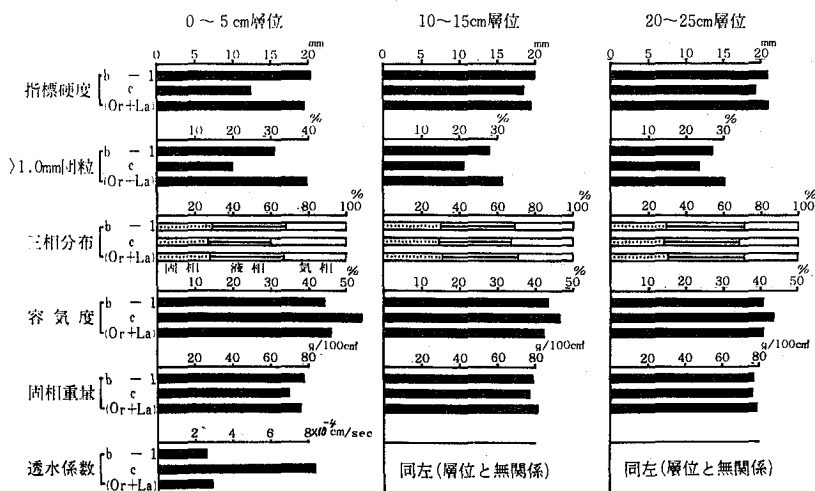 0～5cm層位 10～15cm層位 20～25cm層位
0 5 10 15 20 mm 0 5 10 15 20 mm 0 5 10 15 20 mm
指標硬度 b－1
c
(Or+La)
10 20 30 40 % 10 20 30 % 10 20 30 %
>1.0mm団粒 b－1
c
(Or+La)
20 40 60 80 100 % 20 40 60 80 100 % 20 40 60 80 100 %
三相分布 b－1
c
(Or+La)
固相 液相 気相
10 20 30 40 50 % 10 20 30 40 50 % 10 20 30 40 50 %
容気度 b－1
c
(Or+La)
20 40 60 80 g/100cm³ 20 40 60 80 g/100cm³ 20 40 60 80 g/100cm³
固相重量 b－1
c
(Or+La)
2 4 6 8×10⁻⁴cm/sec
透水係数 b－1
c
(Or+La)
同左(層位と無関係) 同左(層位と無関係)